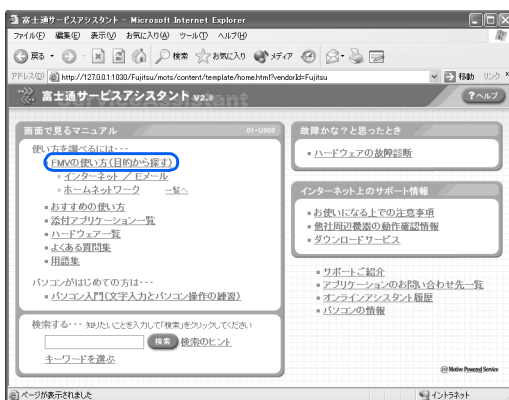 富士通サービスアシスタント - Microsoft Internet Explorer
ファイル(F) 編集(E) 表示(V) お気に入り(A) ツール(T) ヘルプ(H)
戻る 検索 お気に入り メディア
アドレス(D) http://127.0.0.1:1030/Fujitsu/mots/content/template/home.html?vendorId=Fujitsu 移動 リンク
富士通サービスアシスタント V2.8
?ヘルプ
画面で見るマニュアル 01-U000
使い方を調べるには・・・
FMVの使い方(目的から探す)
インターネット / Eメール
ホームネットワーク 一覧へ
おすすめの使い方
添付アプリケーション一覧
ハードウェア一覧
よくある質問集
用語集
パソコンがはじめての方は・・・
パソコン入門(文字入力とパソコン操作の練習)
検索する・・・ 知りたいことを入力して「検索」をクリックしてください
検索 検索のヒント
キーワードを選ぶ
故障かな?と思ったとき
ハードウェアの故障診断
インターネット上のサポート情報
お使いになる上での注意事項
他社周辺機器の動作確認情報
ダウンロードサービス
サポートご紹介
アプリケーションのお問い合わせ先一覧
オンラインアシスタント履歴
パソコンの情報
Motive Powered Service
ページが表示されました イントラネット